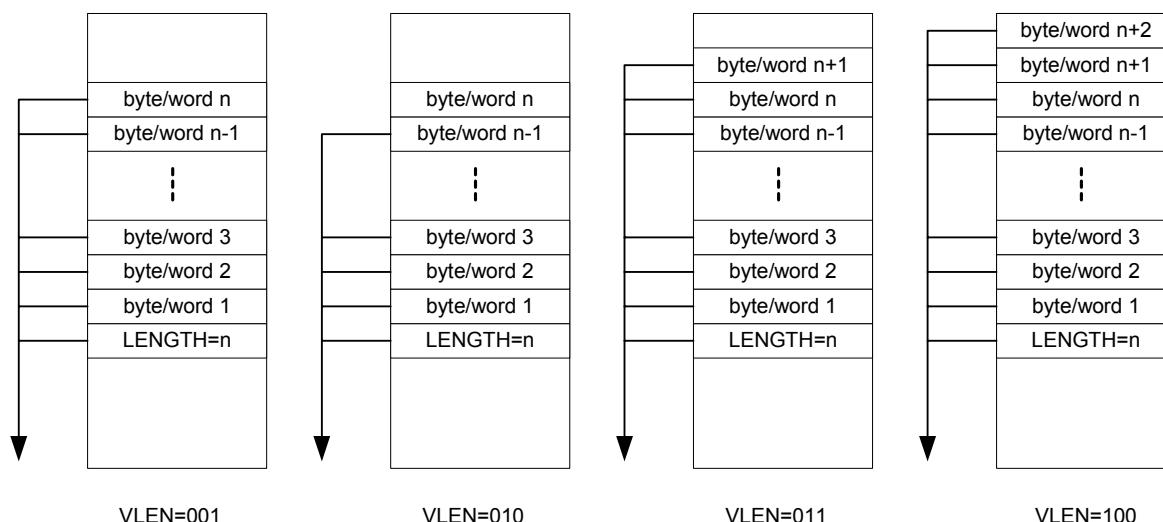 byte/word n+2
byte/word n+1
byte/word n+1
byte/word n
byte/word n
byte/word n
byte/word n
byte/word n-1
byte/word n-1
byte/word n-1
byte/word n-1
byte/word 3
byte/word 3
byte/word 3
byte/word 3
byte/word 2
byte/word 2
byte/word 2
byte/word 2
byte/word 1
byte/word 1
byte/word 1
byte/word 1
LENGTH=n
LENGTH=n
LENGTH=n
LENGTH=n
VLEN=001
VLEN=010
VLEN=011
VLEN=100